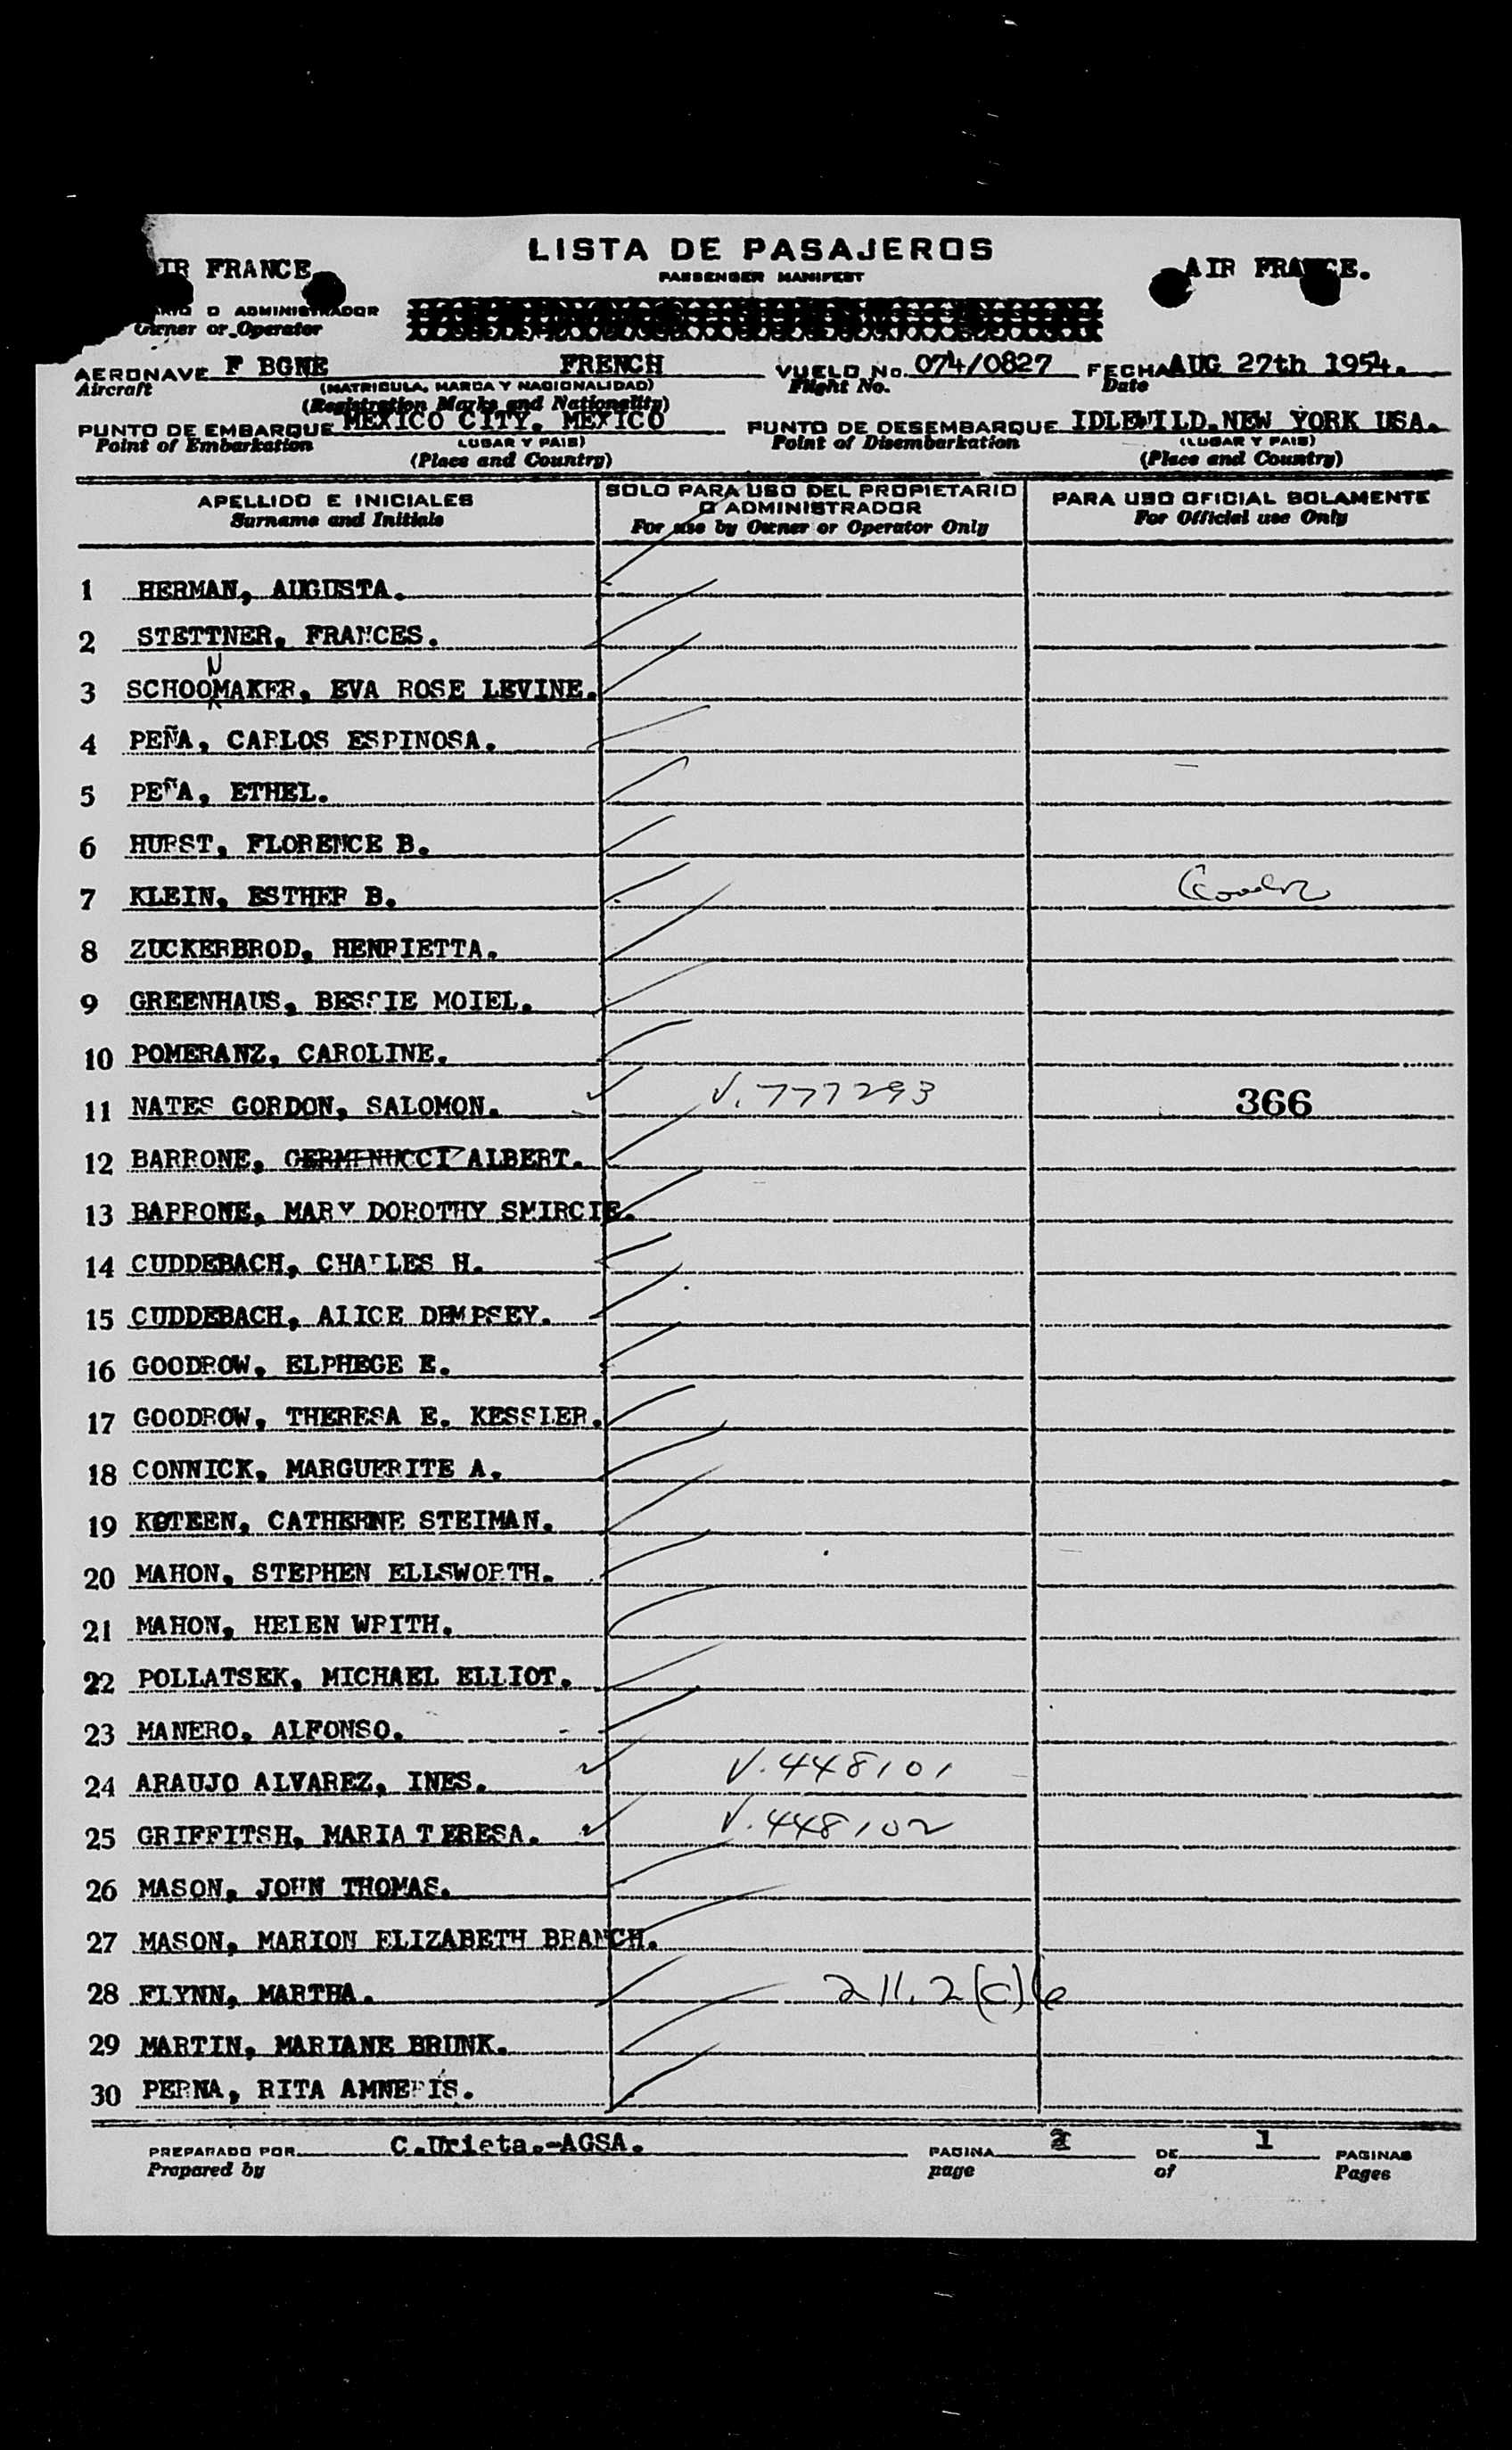 LISTA DE PASAJEROS
PASSENGER MANIFEST
IR FRANCE.
AIR FRANCE.
O ADMINISTRADOR
Owner or Operator
AERONAVE F BGNE FRENCH VUELO No. 074/0827 FECHA AUG 27th 1954.
Aircraft (MATRICULA, MARCA Y NACIONALIDAD) Flight No. Date
(Registration Marks and Nationality)
PUNTO DE EMBARQUE MEXICO CITY, MEXICO PUNTO DE DESEMBARQUE IDLEWILD.NEW YORK USA.
Point of Embarkation LUGAR Y PAIS) Point of Disembarkation (LUGAR Y PAIS)
(Place and Country) (Place and Country)
APELLIDO E INICIALES SOLO PARA USO DEL PROPIETARIO PARA USO OFICIAL SOLAMENTE
Surname and Initials O ADMINISTRADOR For Official use Only
For use by Owner or Operator Only
1 HERMAN, AUGUSTA.
2 STETTNER, FRANCES.
3 SCHOONMAKER, EVA ROSE LEVINE.
4 PEÑA, CARLOS ESPINOSA.
5 PEÑA, ETHEL.
6 HURST, FLORENCE B.
7 KLEIN, ESTHER B.
8 ZUCKERBROD, HENRIETTA.
9 GREENHAUS, BESSIE MOIEL.
10 POMERANZ, CAROLINE.
11 NATES GORDON, SALOMON. V. 777293 366
12 BARRONE, GERMENUCCI ALBERT.
13 BARRONE, MARY DOROTHY SMIRCIE.
14 CUDDEBACH, CHARLES H.
15 CUDDEBACH, ALICE DEMPSEY.
16 GOODROW, ELPHEGE E.
17 GOODROW, THERESA E. KESSLER.
18 CONNICK, MARGUERITE A.
19 KOTEEN, CATHERNE STEIMAN.
20 MAHON, STEPHEN ELLSWORTH.
21 MAHON, HELEN WRITH.
22 POLLATSEK, MICHAEL ELLIOT.
23 MANERO, ALFONSO.
24 ARAUJO ALVAREZ, INES. V. 448101
25 GRIFFITSH, MARIA TERESA. V. 448102
26 MASON, JOHN THOMAS.
27 MASON, MARION ELIZABETH BRANCH.
28 FLYNN, MARTHA. 211.2(c)6
29 MARTIN, MARIANE BRUNK.
30 PERNA, RITA AMNERIS.
PREPARADO POR C.Urieta.-AGSA. PAGINA DE 1 PAGINAS
Prepared by page of Pages